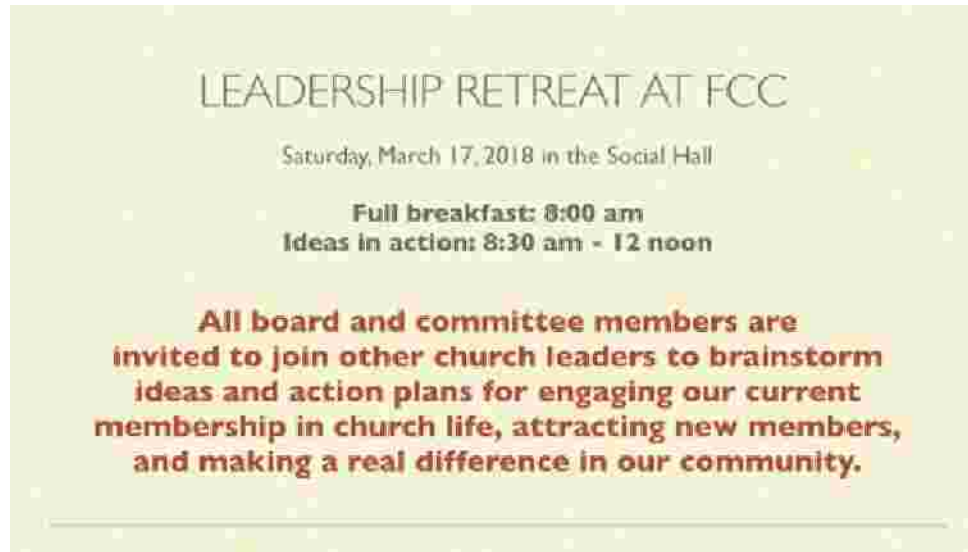 LEADERSHIP RETREAT AT FCC
Saturday, March 17, 2018 in the Social Hall
Full breakfast: 8:00 am
Ideas in action: 8:30 am - 12 noon
All board and committee members are
invited to join other church leaders to brainstorm
ideas and action plans for engaging our current
membership in church life, attracting new members,
and making a real difference in our community.